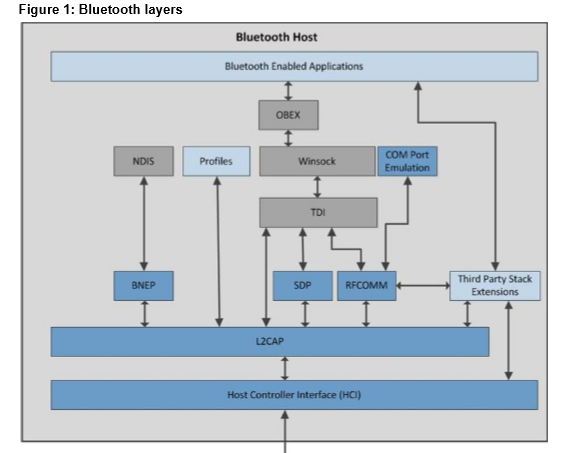 Figure 1: Bluetooth layers
Bluetooth Host
Bluetooth Enabled Applications
OBEX
NDIS
Profiles
Winsock
COM Port
Emulation
TDI
BNEP
SDP
RFCOMM
Third Party Stack
Extensions
L2CAP
Host Controller Interface (HCI)